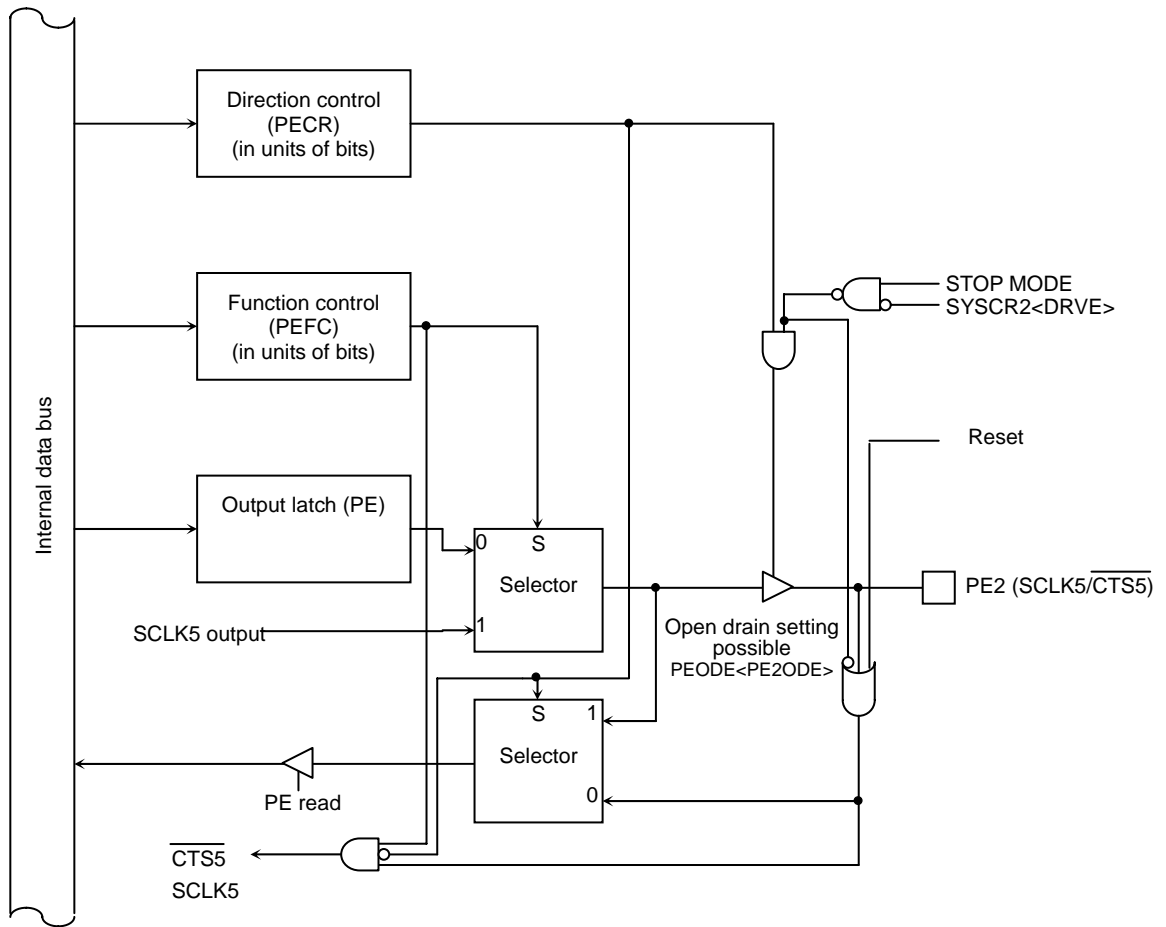 Internal data bus
Direction control
(PECR)
(in units of bits)
Function control
(PEFC)
(in units of bits)
STOP MODE
SYSCR2<DRVE>
Reset
Output latch (PE)
0
S
Selector
1
SCLK5 output
PE2 (SCLK5/CTS5)
Open drain setting
possible
PEODE<PE2ODE>
S
1
Selector
0
PE read
CTS5
SCLK5